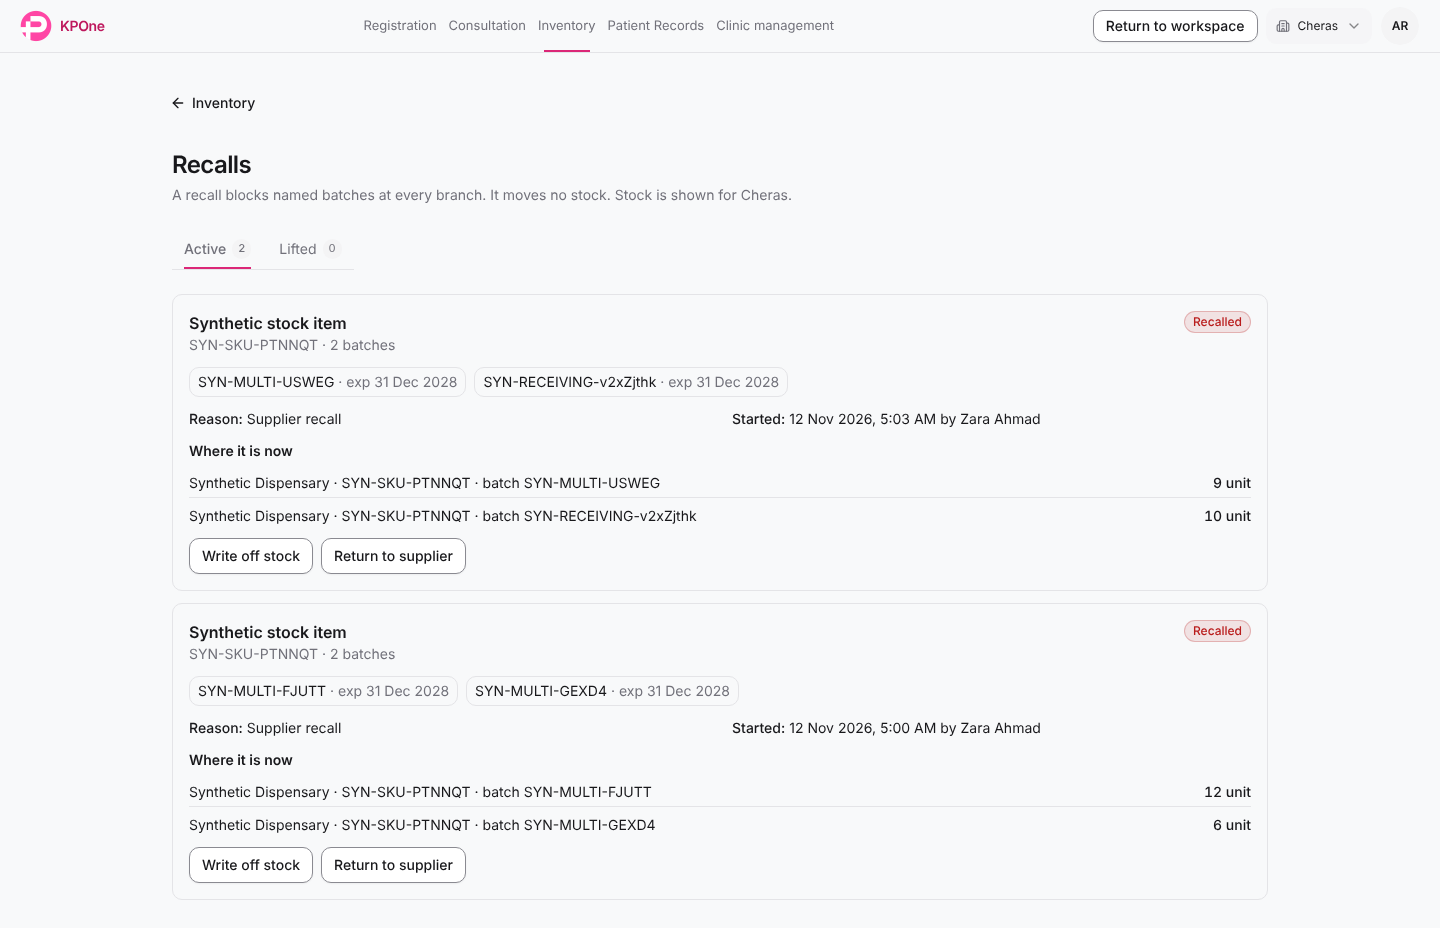 KPOne
Registration Consultation Inventory Patient Records Clinic management
Return to workspace
Cheras
AR
Inventory
Recalls
A recall blocks named batches at every branch. It moves no stock. Stock is shown for Cheras.
Active 2 Lifted 0
Synthetic stock item
Recalled
SYN-SKU-PTNNQT · 2 batches
SYN-MULTI-USWEG · exp 31 Dec 2028 SYN-RECEIVING-v2xZjthk · exp 31 Dec 2028
Reason: Supplier recall Started: 12 Nov 2026, 5:03 AM by Zara Ahmad
Where it is now
Synthetic Dispensary · SYN-SKU-PTNNQT · batch SYN-MULTI-USWEG 9 unit
Synthetic Dispensary · SYN-SKU-PTNNQT · batch SYN-RECEIVING-v2xZjthk 10 unit
Write off stock Return to supplier
Synthetic stock item
Recalled
SYN-SKU-PTNNQT · 2 batches
SYN-MULTI-FJUTT · exp 31 Dec 2028 SYN-MULTI-GEXD4 · exp 31 Dec 2028
Reason: Supplier recall Started: 12 Nov 2026, 5:00 AM by Zara Ahmad
Where it is now
Synthetic Dispensary · SYN-SKU-PTNNQT · batch SYN-MULTI-FJUTT 12 unit
Synthetic Dispensary · SYN-SKU-PTNNQT · batch SYN-MULTI-GEXD4 6 unit
Write off stock Return to supplier